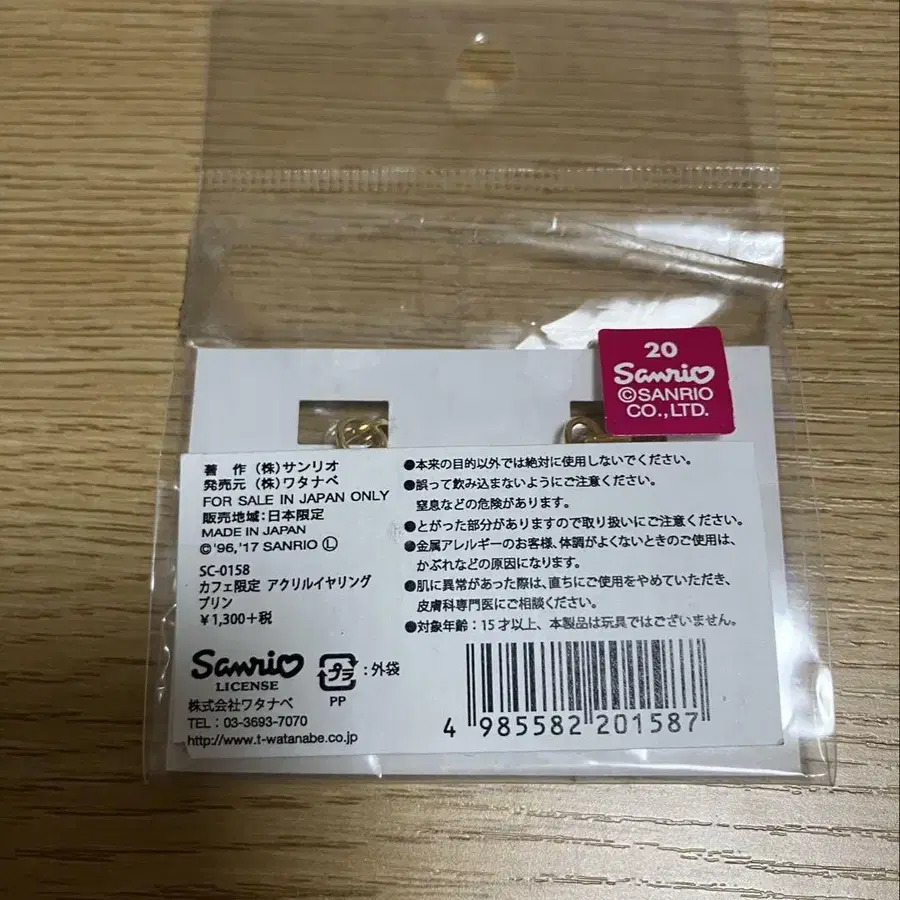 20
Sanrio
©SANRIO
CO.,LTD.
著 作 (株)サンリオ
発売元 (株)ワタナベ
FOR SALE IN JAPAN ONLY
販売地域:日本限定
MADE IN JAPAN
©'96,'17 SANRIO Ⓛ
SC-0158
カフェ限定 アクリルイヤリング
プリン
¥1,300+税
Sanrio
LICENSE
プラ :外袋
PP
株式会社ワタナベ
TEL:03-3693-7070
http://www.t-watanabe.co.jp
●本来の目的以外では絶対に使用しないでください。
●誤って飲み込まないようにご注意ください。
窒息などの危険があります。
●とがった部分がありますので取り扱いにご注意ください。
●金属アレルギーのお客様、体調がよくないときのご使用は、
かぶれなどの原因になります。
●肌に異常があった際は、直ちにご使用をやめていただき、
皮膚科専門医にご相談ください。
●対象年齢:15才以上、本製品は玩具ではございません。
4 985582 201587